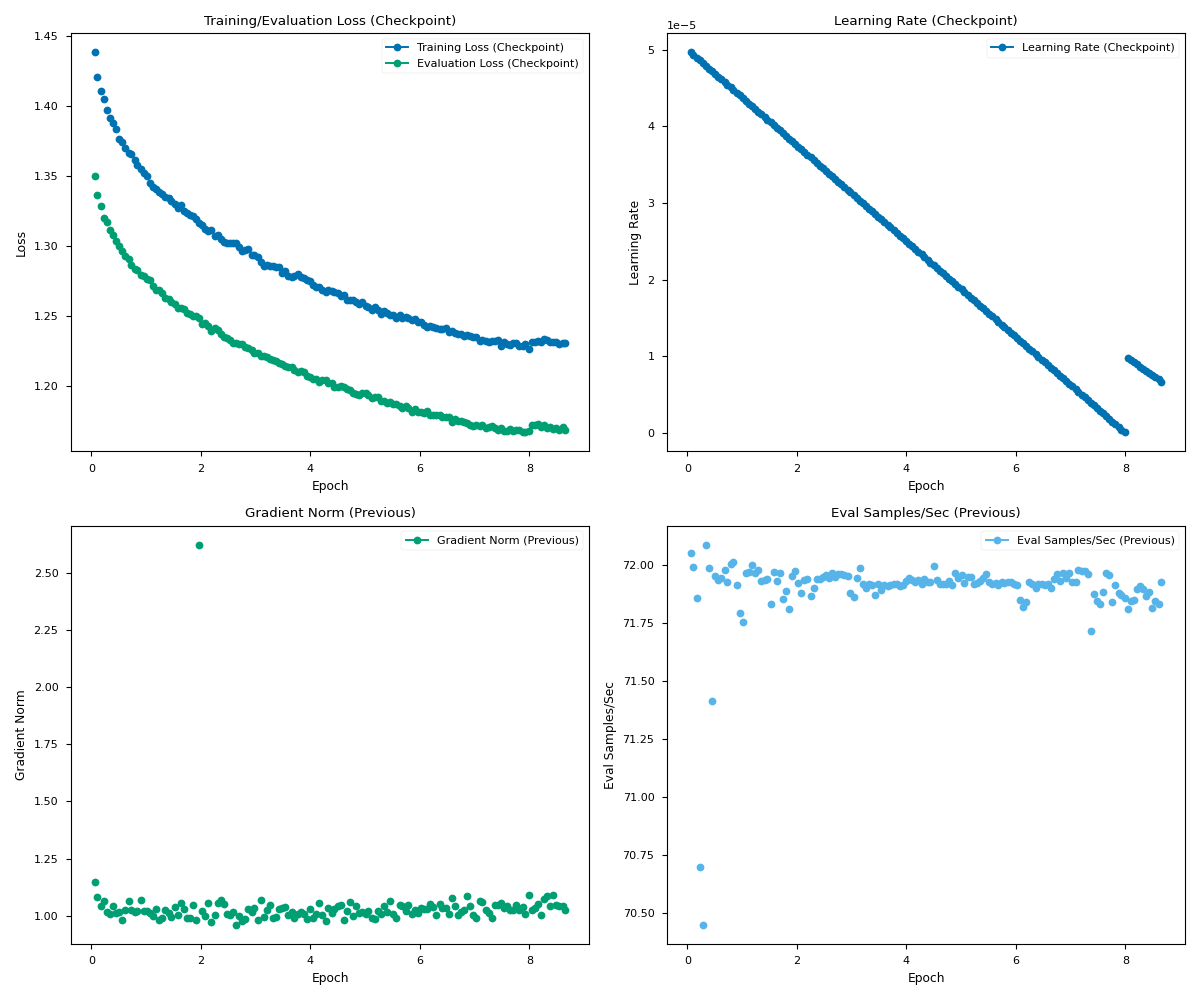 Training/Evaluation Loss (Checkpoint)
Training Loss (Checkpoint)
Evaluation Loss (Checkpoint)
Loss
1.45
1.40
1.35
1.30
1.25
1.20
0 2 4 6 8
Epoch
Learning Rate (Checkpoint)
1e−5
Learning Rate (Checkpoint)
Learning Rate
5
4
3
2
1
0
0 2 4 6 8
Epoch
Gradient Norm (Previous)
Gradient Norm (Previous)
Gradient Norm
2.50
2.25
2.00
1.75
1.50
1.25
1.00
0 2 4 6 8
Epoch
Eval Samples/Sec (Previous)
Eval Samples/Sec (Previous)
Eval Samples/Sec
72.00
71.75
71.50
71.25
71.00
70.75
70.50
0 2 4 6 8
Epoch